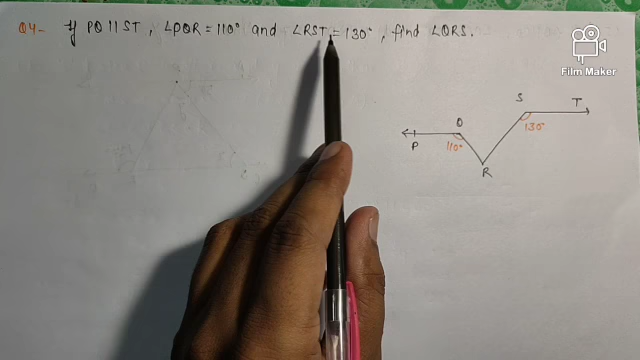 Q4- If PQ || ST, ∠PQR = 110° and ∠RST = 130°, find ∠QRS.
Film Maker
S
T
Q
130°
P
110°
R